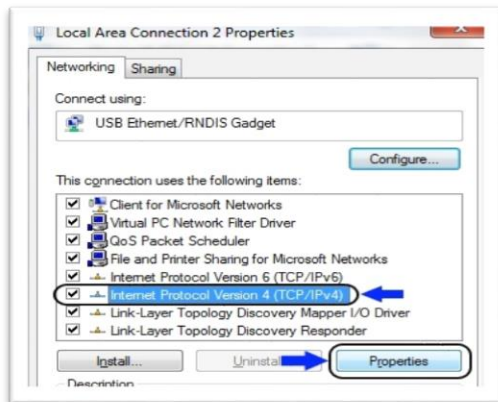 Local Area Connection 2 Properties
Networking Sharing
Connect using:
USB Ethernet/RNDIS Gadget
Configure...
This connection uses the following items:
Client for Microsoft Networks
Virtual PC Network Filter Driver
QoS Packet Scheduler
File and Printer Sharing for Microsoft Networks
Internet Protocol Version 6 (TCP/IPv6)
Internet Protocol Version 4 (TCP/IPv4)
Link-Layer Topology Discovery Mapper I/O Driver
Link-Layer Topology Discovery Responder
Install... Uninstal Properties
Description